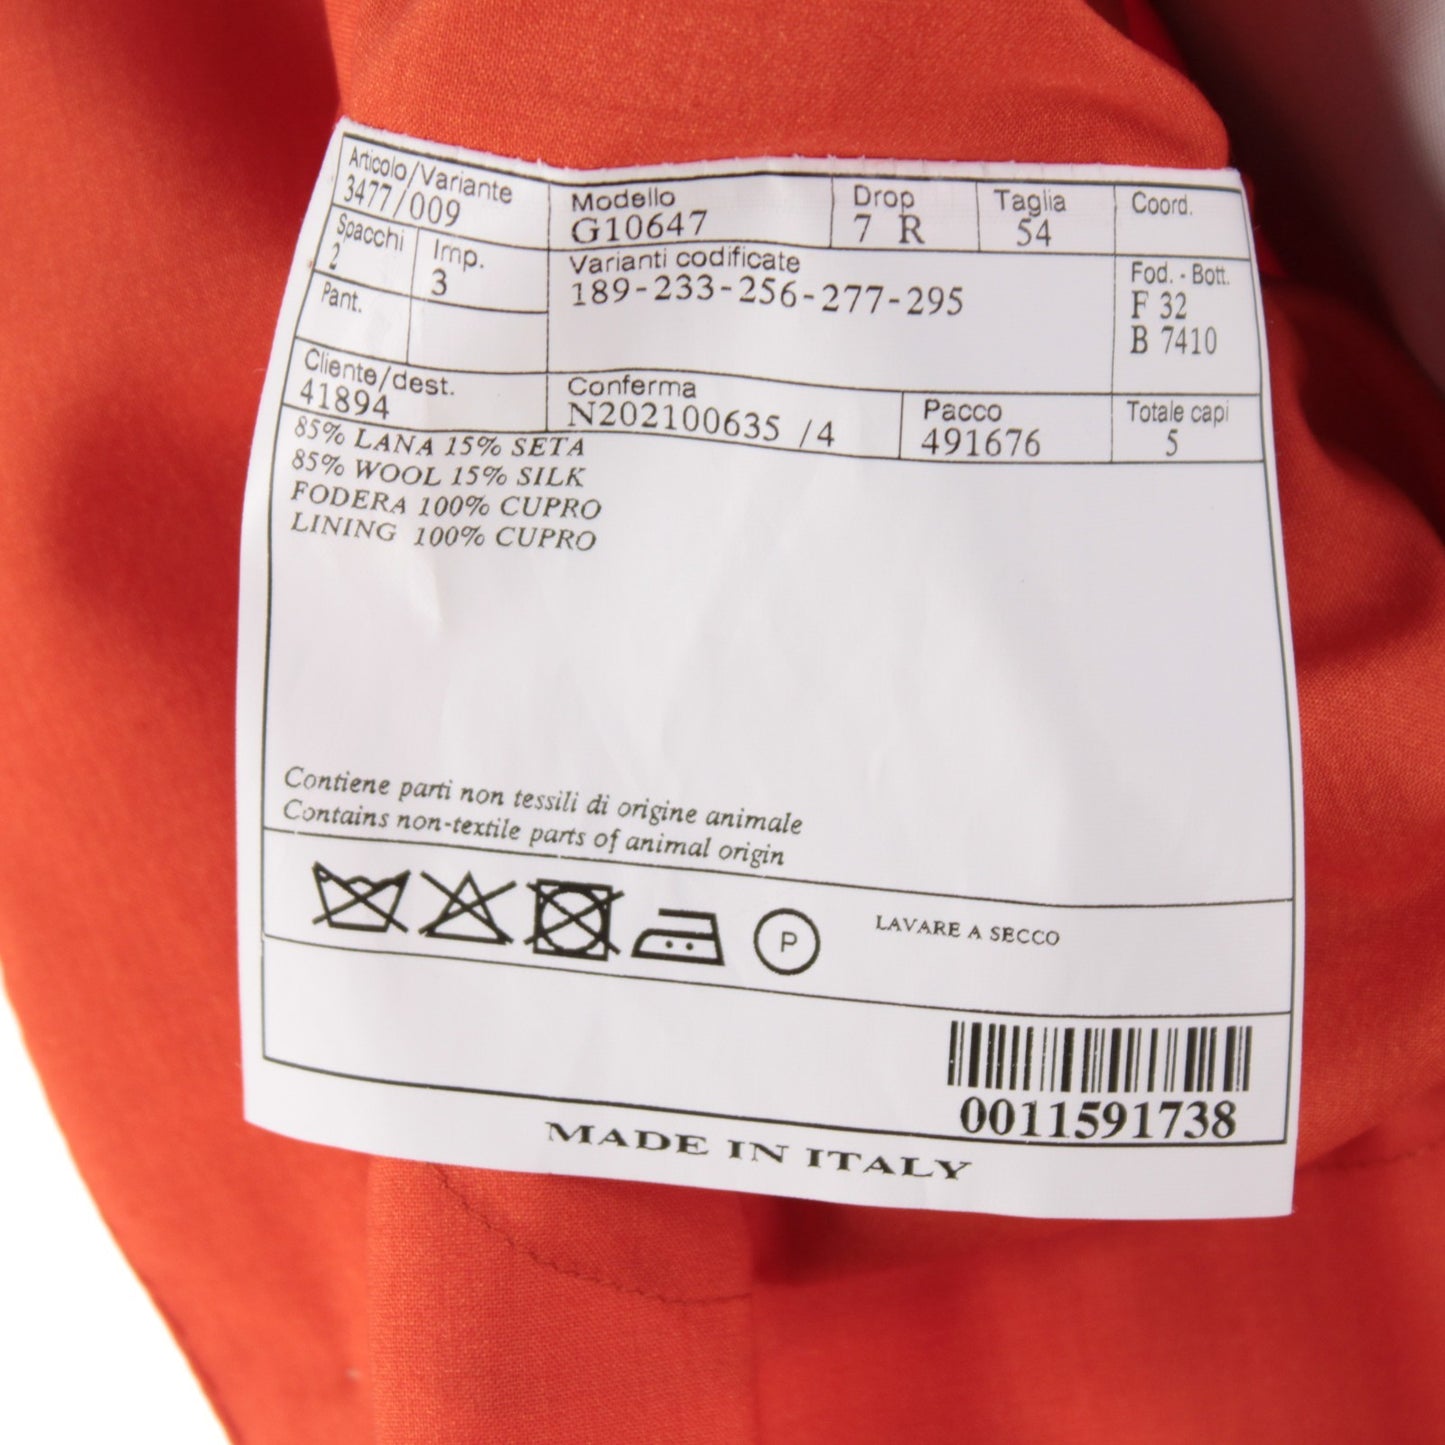 Articolo/Variante Modello Drop Taglia Coord.
3477/009 G10647 7 R 54
Spacchi Imp. Varianti codificate Fod. - Bott.
2 3 189-233-256-277-295 F 32
Pant. B 7410
Cliente/dest. Conferma Pacco Totale capi
41894 N202100635 /4 491676 5
85% LANA 15% SETA
85% WOOL 15% SILK
FODERA 100% CUPRO
LINING 100% CUPRO
Contiene parti non tessili di origine animale
Contains non-textile parts of animal origin
P LAVARE A SECCO
0011591738
MADE IN ITALY